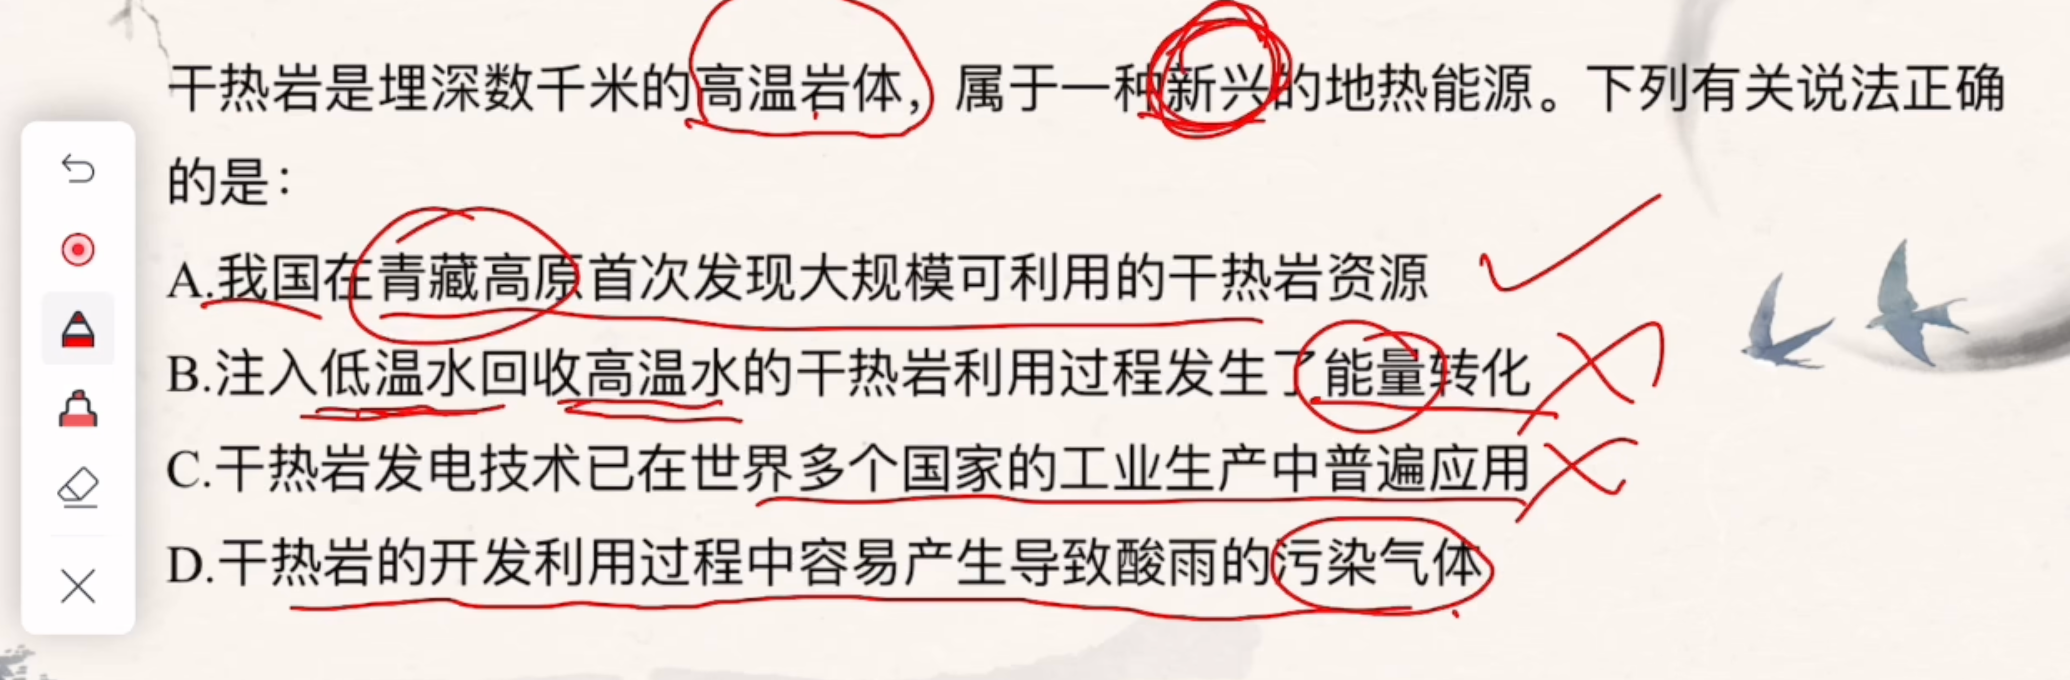 干热岩是埋深数千米的高温岩体，属于一种新兴的地热能源。下列有关说法正确
的是：
A.我国在青藏高原首次发现大规模可利用的干热岩资源
B.注入低温水回收高温水的干热岩利用过程发生了能量转化
C.干热岩发电技术已在世界多个国家的工业生产中普遍应用
D.干热岩的开发利用过程中容易产生导致酸雨的污染气体